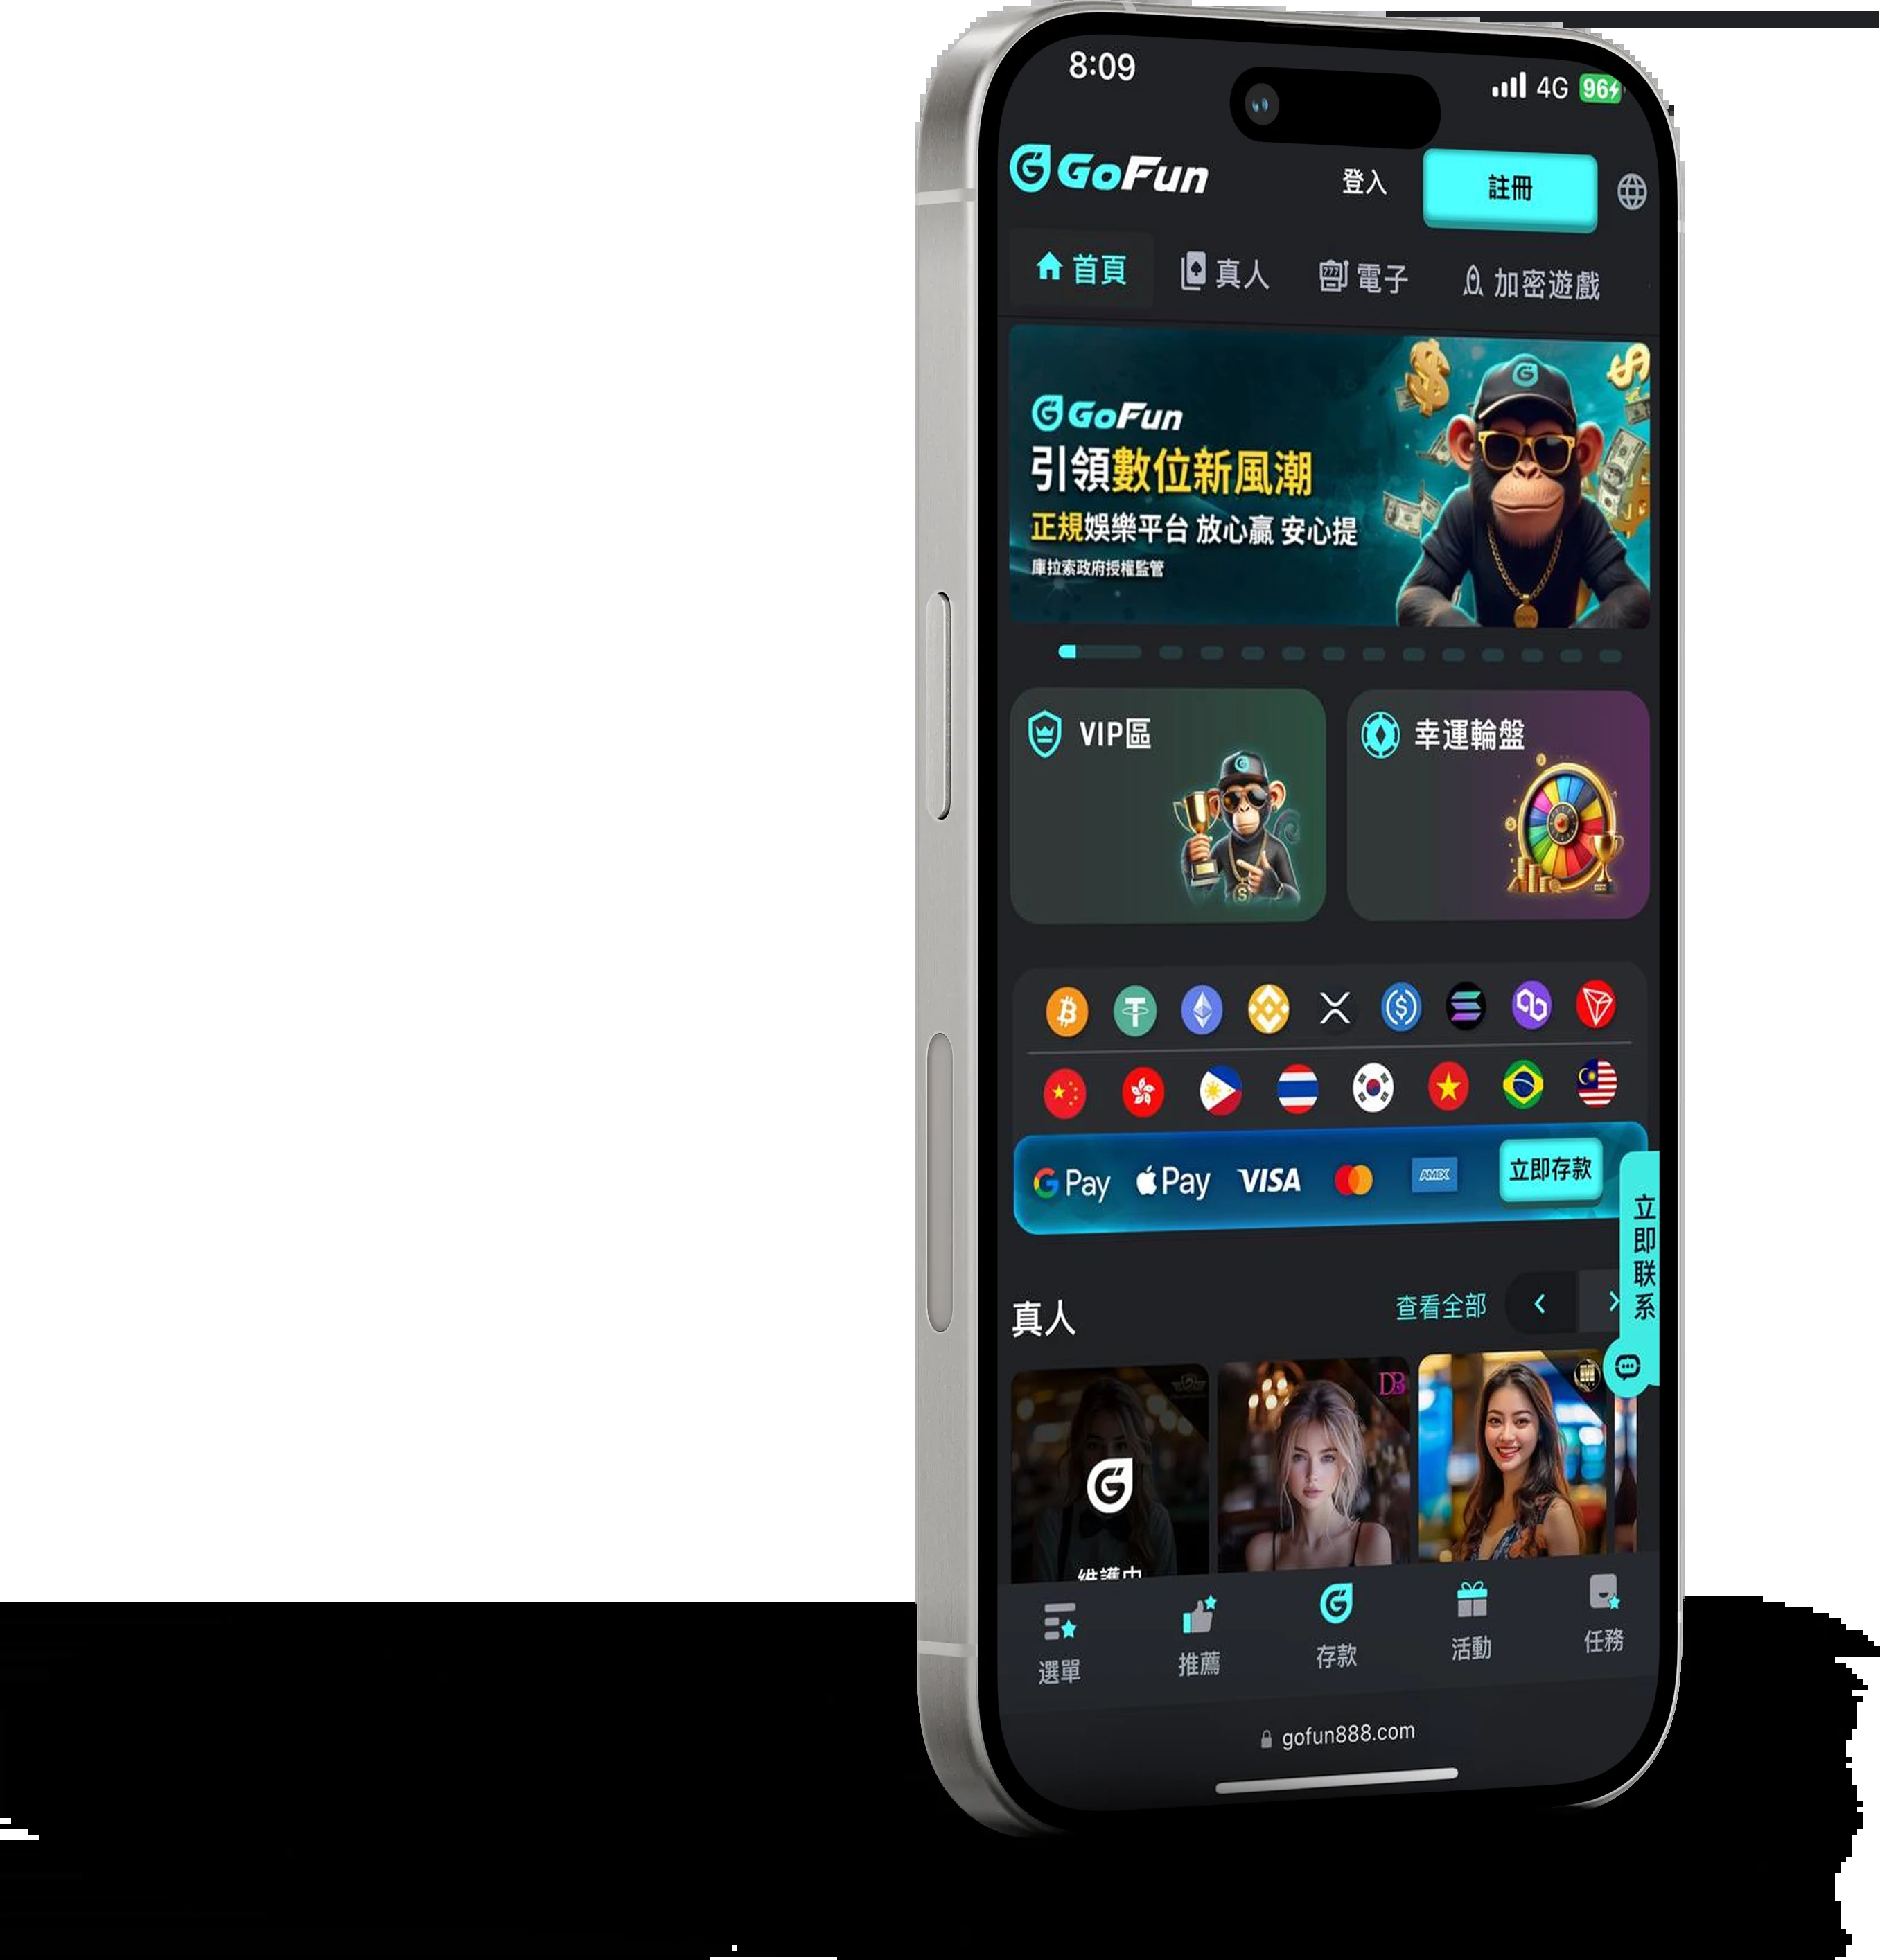 8:09
4G 96
GoFun
登入
註冊
首頁
真人
電子
加密遊戲
GoFun
引領數位新風潮
正規娛樂平台 放心贏 安心提
庫拉索政府授權監管
VIP區
幸運輪盤
G Pay
Pay
VISA
AMEX
立即存款
立即联系
真人
查看全部
DB
維護中
選單
推薦
存款
活動
任務
gofun888.com